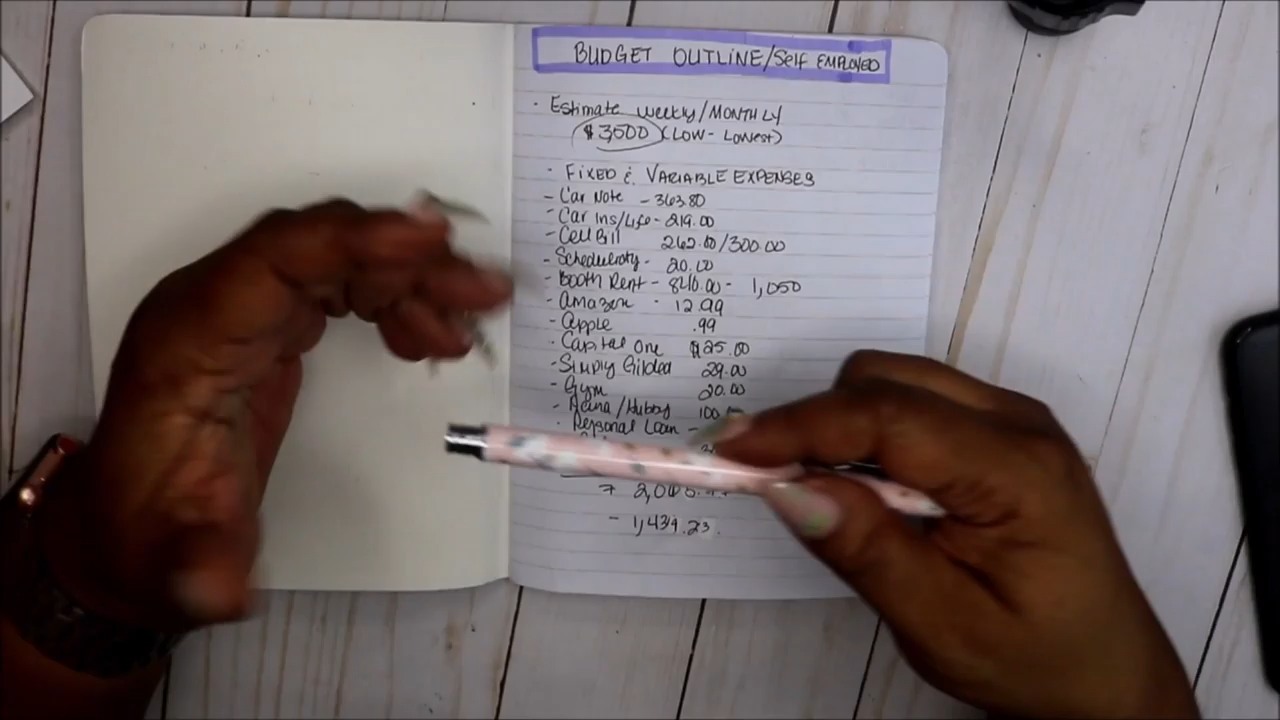 BUDGET OUTLINE/Self EMPLOYED
· Estimate weekly/MONTHLY
$3,500 (LOW - LOWEST)
· FIXED & VARIABLE EXPENSES
- Car Note - 363.80
- Car Ins/Life - 219.00
- Cell Bill 262.00/300.00
- 20.00
- Booth Rent - 840.00 - 1,050
- Amazon - 12.99
- Apple .99
· Capital One $25.00
- Simply Gilded 29.00
- Gym 20.00
- /Hubby 100.00
· Personal Loan -
- 1,434.23